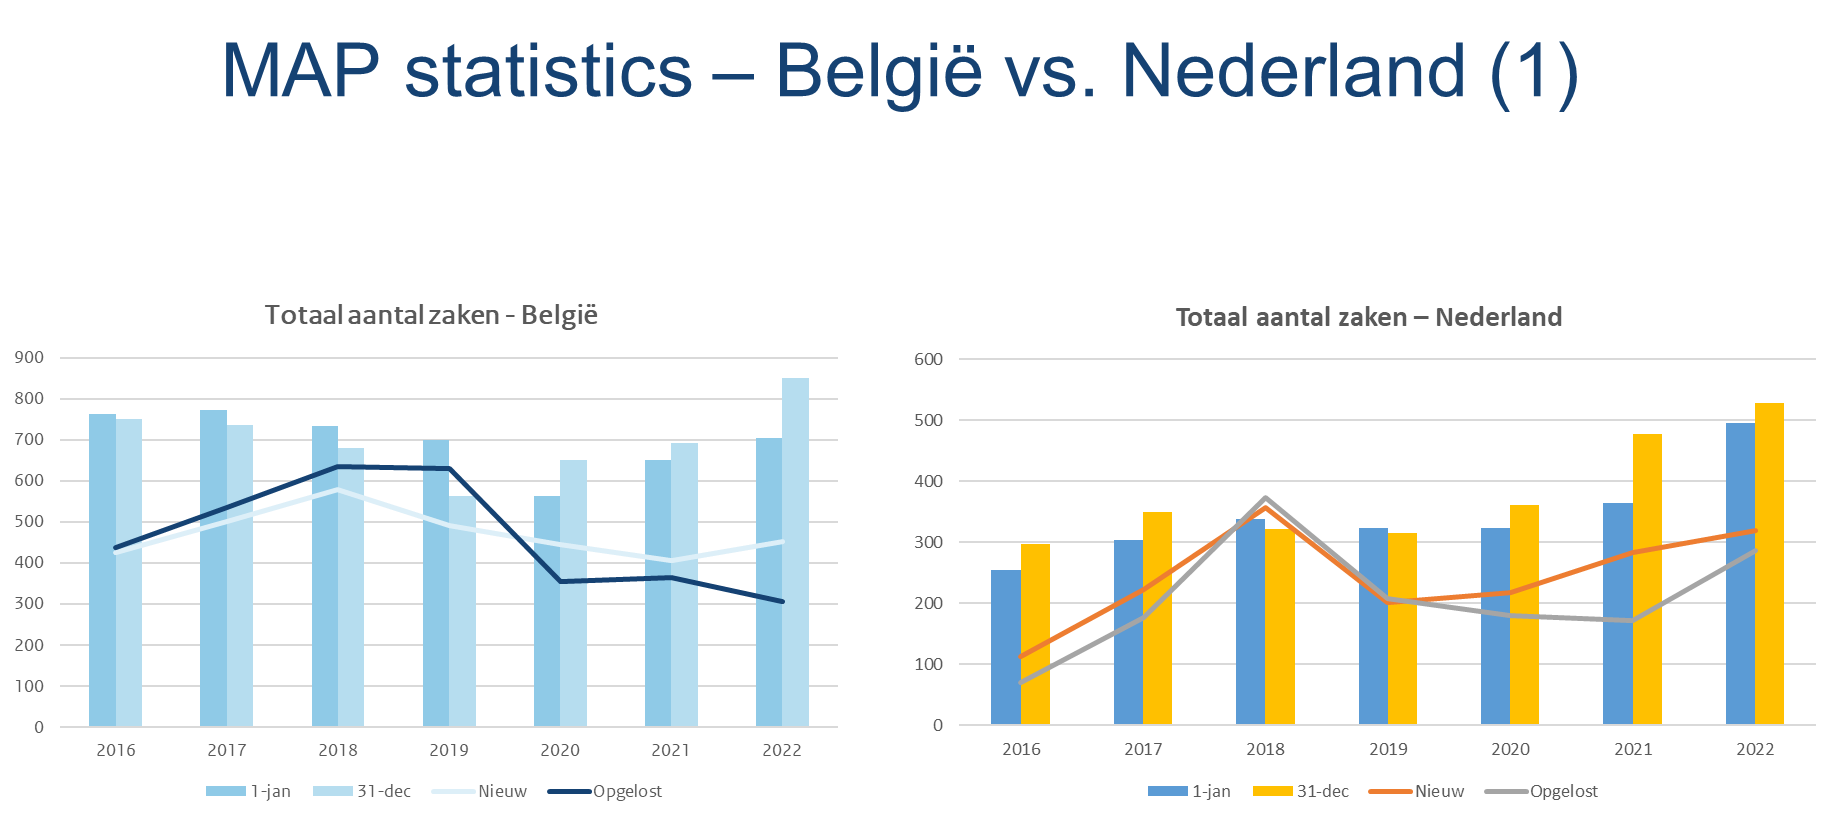 MAP statistics – België vs. Nederland (1)
Totaal aantal zaken - België
900
800
700
600
500
400
300
200
100
0
2016 2017 2018 2019 2020 2021 2022
1-jan 31-dec Nieuw Opgelost
Totaal aantal zaken – Nederland
600
500
400
300
200
100
0
2016 2017 2018 2019 2020 2021 2022
1-jan 31-dec Nieuw Opgelost